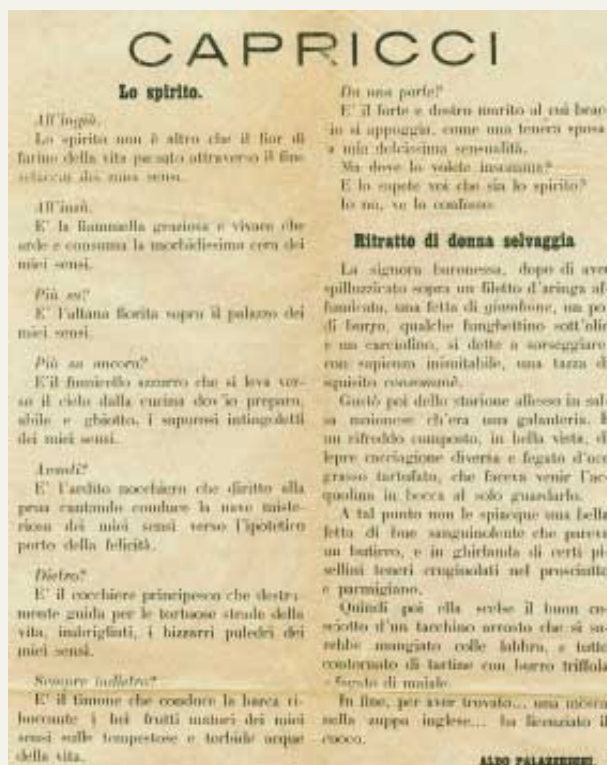 CAPRICCI
Lo spirito.
All'ingiù.
Lo spirito non è altro che il fior di
farina della vita passato attraverso il fine
setaccio dei miei sensi.
All'insù.
E' la fiammella graziosa e vivace che
arde e consuma la morbidissima cera dei
miei sensi.
Più su?
E' l'altana fiorita sopra il palazzo dei
miei sensi.
Più su ancora?
E' il fumicello azzurro che si leva ver-
so il cielo dalla cucina dov'io preparo,
abile e ghiotto, i saporosi intingoletti
dei miei sensi.
Avanti?
E' l'ardito nocchiero che diritto alla
prua cantando conduce la nave miste-
riosa dei miei sensi verso l'ipotetico
porto della felicità.
Dietro?
E' il cocchiere principesco che destra-
mente guida per le tortuose strade della
vita, imbrigliati, i bizzarri puledri dei
miei sensi.
Sempre indietro?
E' il timone che conduce la barca ri-
boccante i bei frutti maturi dei miei
sensi sulle tempestose e torbide acque
della vita.
Da una parte?
E' il forte e destro marito al cui brac-
io si appoggia, come una tenera sposa
a mia dolcissima sensualità.
Ma dove lo volete insomma?
E lo sapete voi che sia lo spirito?
Io no, ve lo confesso.
Ritratto di donna selvaggia
La signora baronessa, dopo di aver
spilluzzicato sopra un filetto d'aringa af-
fumicata, una fetta di giambone, un po'
di burro, qualche funghettino sott'olio
e un carciofino, si dette a sorseggiare
con sapienza inimitabile, una tazza di
squisito consommè.
Gustò poi dello storione allesso in sal-
sa maionese ch'era una galanteria. E
un rifreddo composto, in bella vista, di
lepre cacciagione diversa e fegato d'oca
grasso tartufato, che faceva venir l'ac-
quolina in bocca al solo guardarlo.
A tal punto non le spiacque una bella
fetta di bue sanguinolente che pareva
un butirro, e in ghirlanda di certi pi-
sellini teneri crogiuolati nel prosciutto
e parmigiano.
Quindi poi ella scelse il buon co-
sciotto d'un tacchino arrosto che si sa-
rebbe mangiato colle labbra, e tutto
contornato di tartine con burro triffola
e fegato di maiale.
In fine, per aver trovato... una mosca
nella zuppa inglese... ha licenziato il
cuoco.
ALDO PALAZZESCHI.